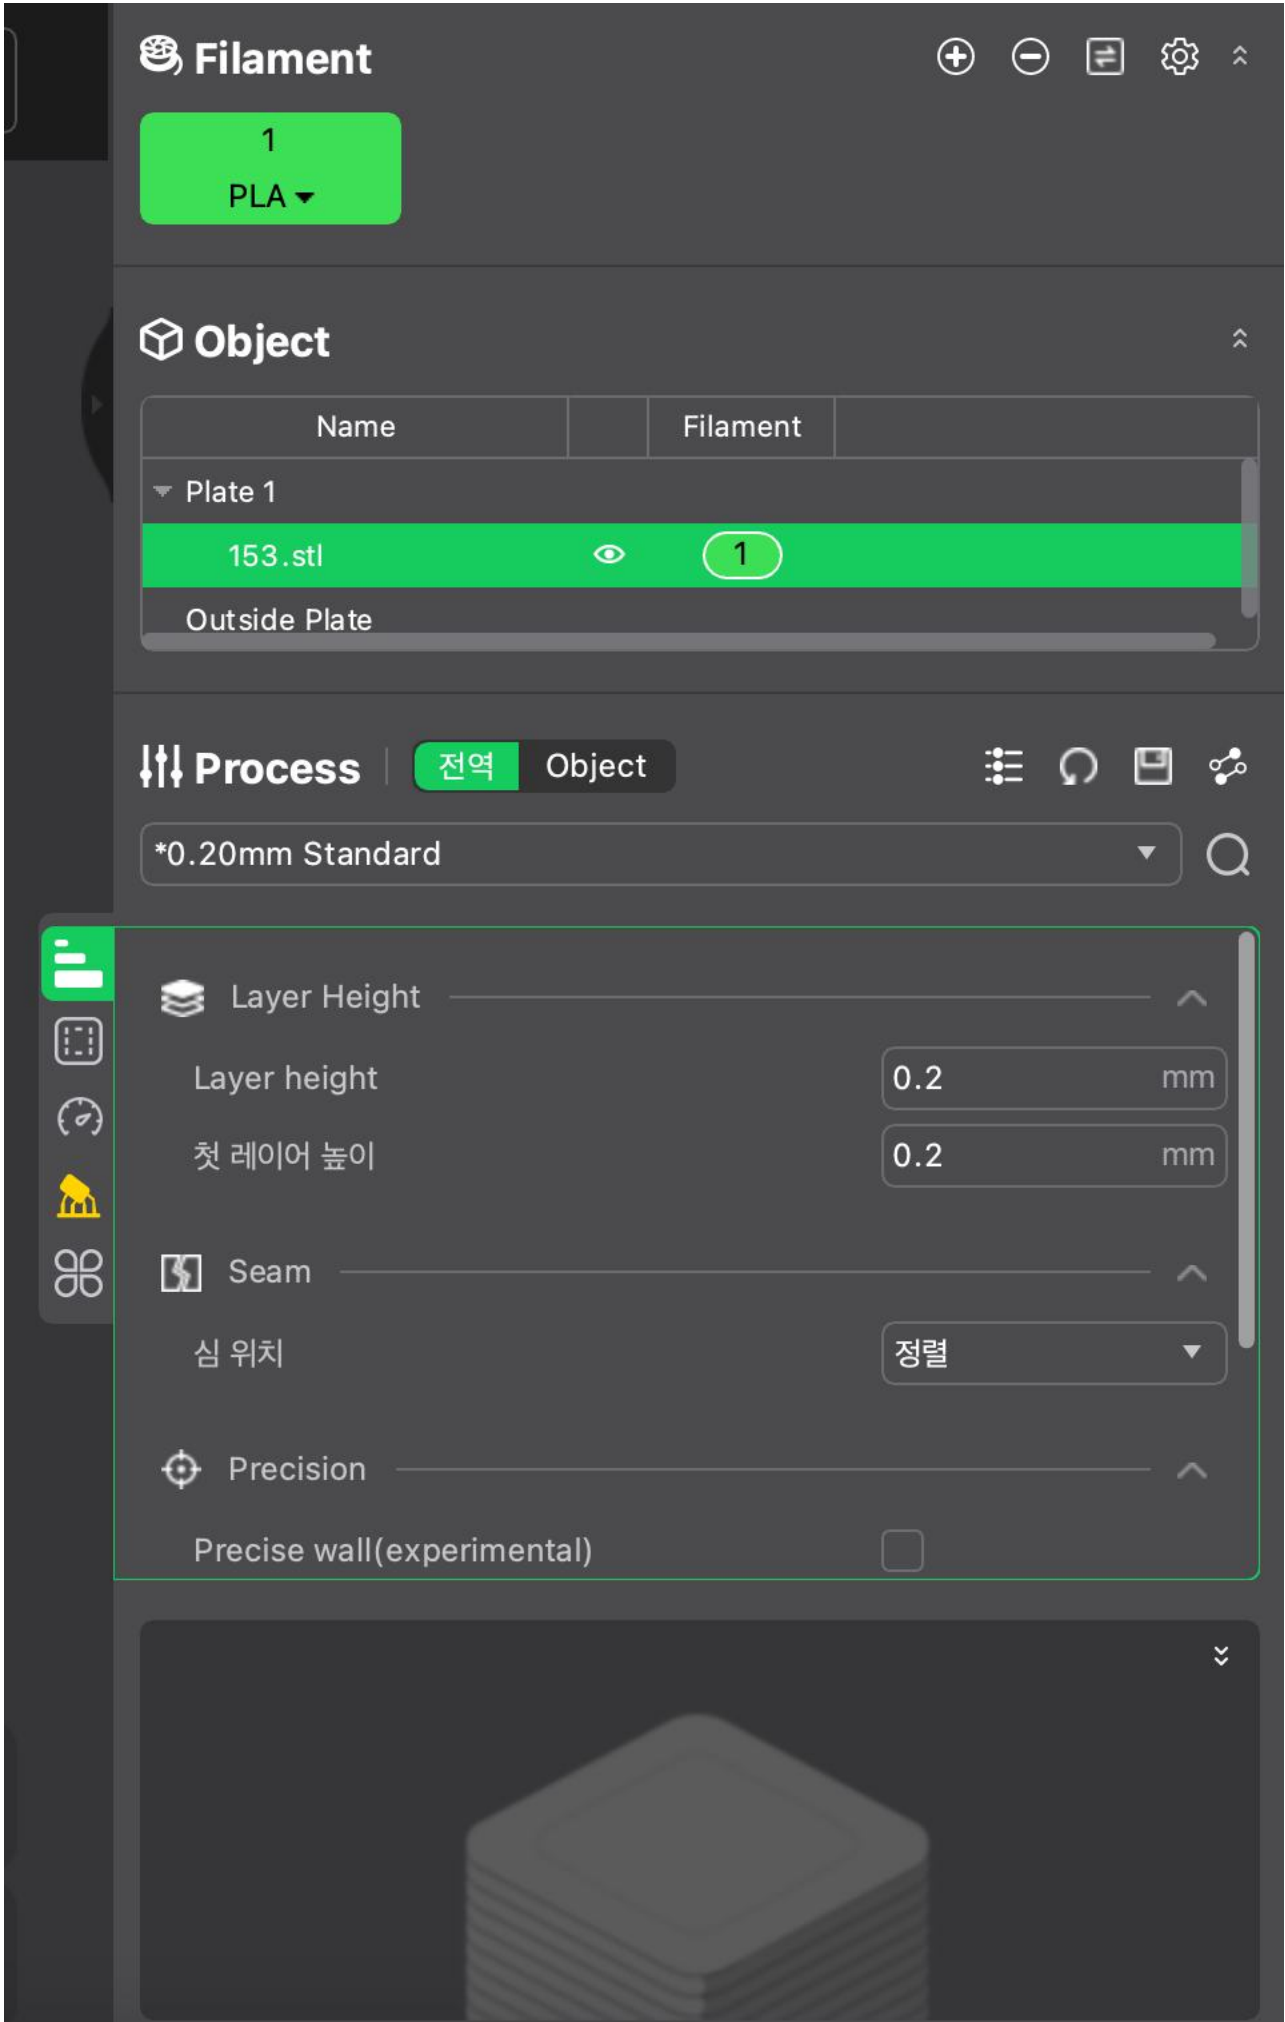 Filament
1
PLA
Object
Name Filament
Plate 1
153.stl 1
Outside Plate
Process 전역 Object
*0.20mm Standard
Layer Height
Layer height 0.2 mm
첫 레이어 높이 0.2 mm
Seam
심 위치 정렬
Precision
Precise wall(experimental)